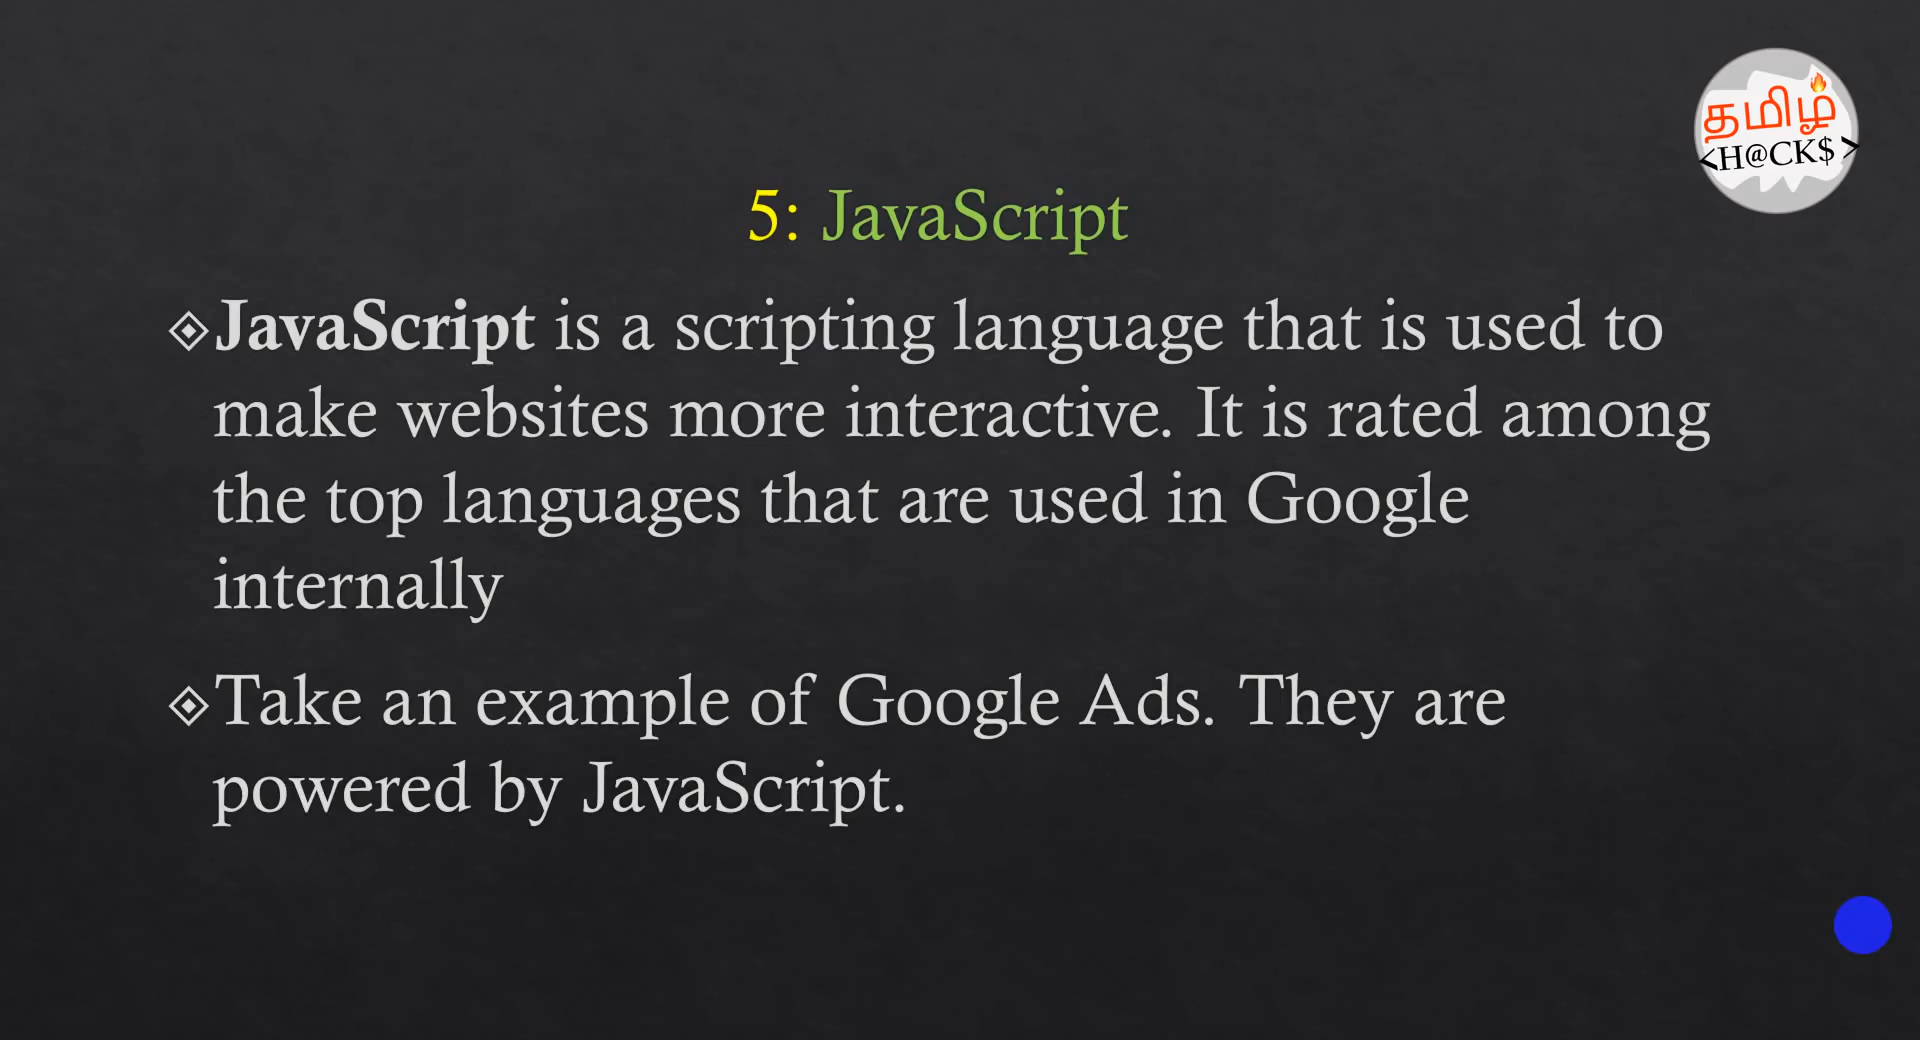 தமிழ்
<H@CK$>
5: JavaScript
JavaScript is a scripting language that is used to
make websites more interactive. It is rated among
the top languages that are used in Google
internally
Take an example of Google Ads. They are
powered by JavaScript.